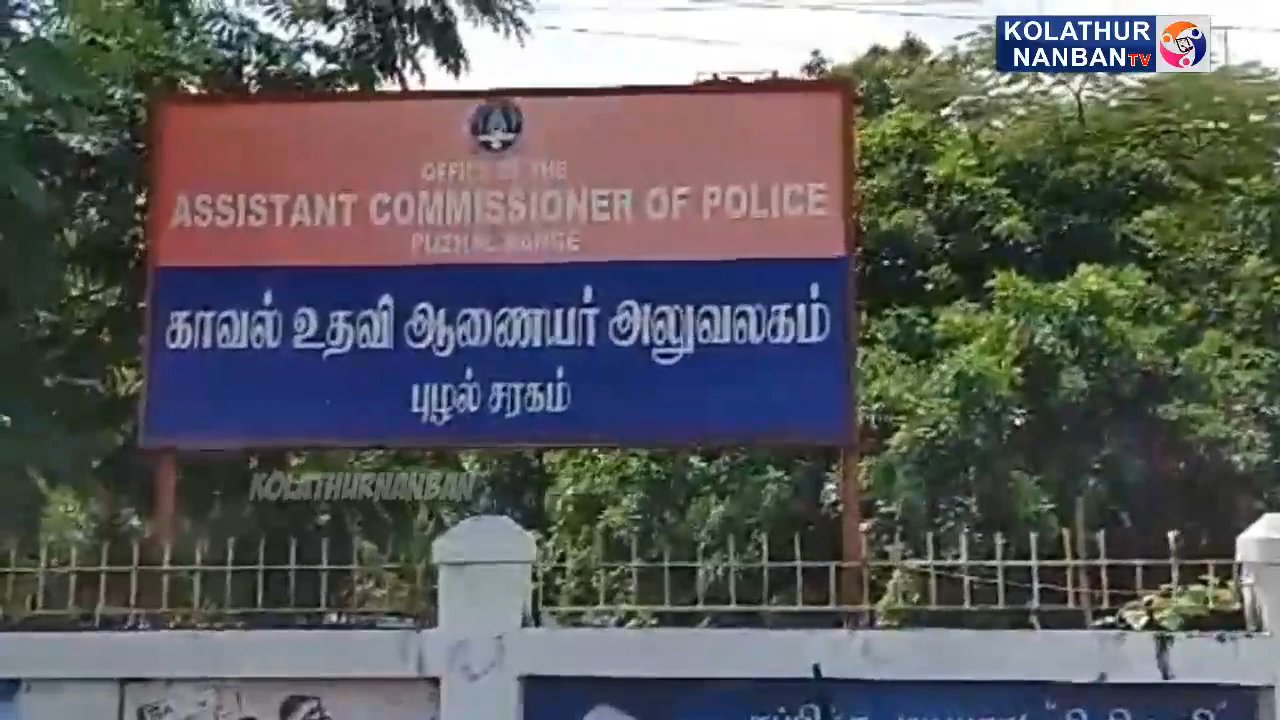 KOLATHUR
NANBAN TV
OFFICE OF THE
ASSISTANT COMMISSIONER OF POLICE
PUZHAL RANGE
காவல் உதவி ஆணையர் அலுவலகம்
புழல் சரகம்
KOLATHURNANBAN